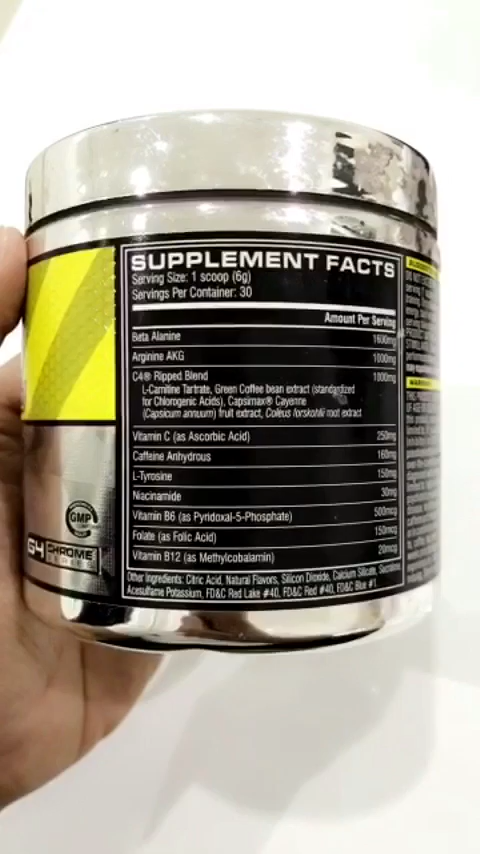 SUPPLEMENT FACTS
Serving Size: 1 scoop (6g)
Servings Per Container: 30
Amount Per Serving
Beta Alanine 1600mg
Arginine AKG 1000mg
C4® Ripped Blend 1000mg
L-Carnitine Tartrate, Green Coffee bean extract (standardized
for Chlorogenic Acids), Capsimax® Cayenne
(Capsicum annuum) fruit extract, Coleus forskohlii root extract
Vitamin C (as Ascorbic Acid) 250mg
Caffeine Anhydrous 160mg
L-Tyrosine 150mg
Niacinamide 30mg
Vitamin B6 (as Pyridoxal-5-Phosphate) 500mcg
Folate (as Folic Acid) 150mcg
Vitamin B12 (as Methylcobalamin) 20mcg
Other Ingredients: Citric Acid, Natural Flavors, Silicon Dioxide, Calcium Silicate, Sucralose
Acesulfame Potassium, FD&C Red Lake #40, FD&C Red #40, FD&C Blue #1
GMP
G4 CHROME
SERIES